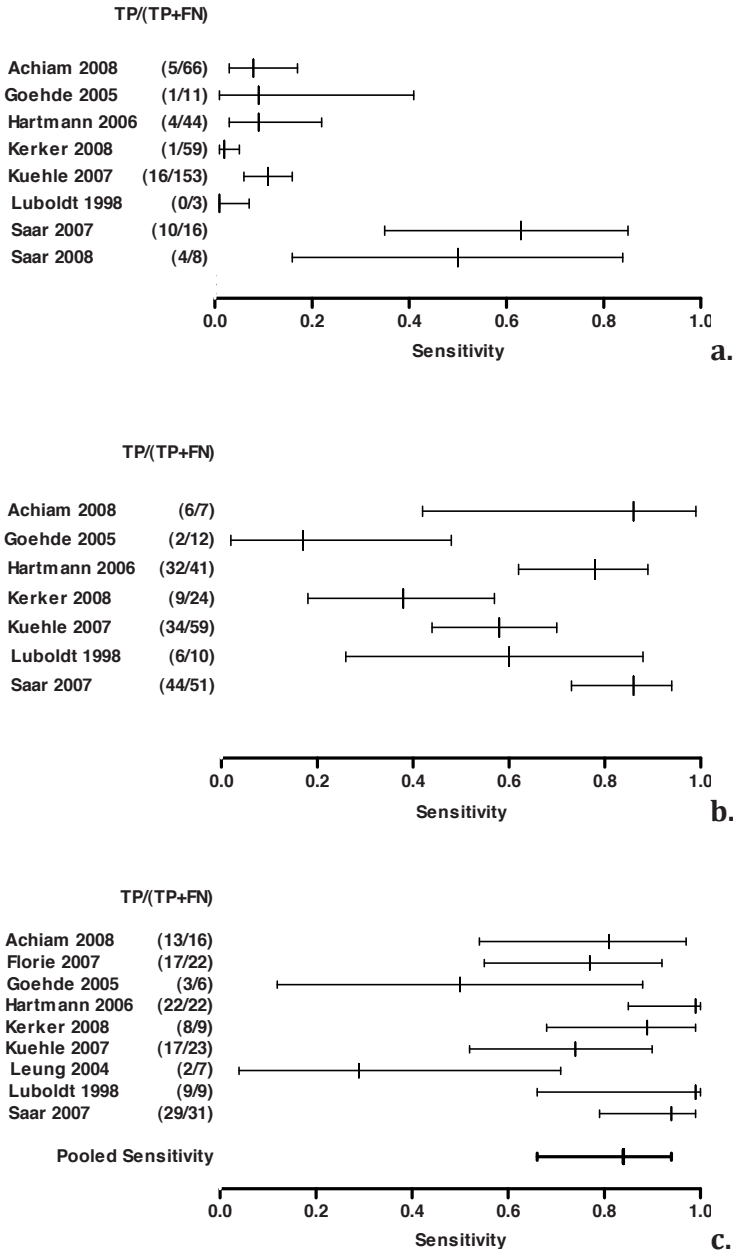 TP/(TP+FN)
Achiam 2008 (5/66)
Goehde 2005 (1/11)
Hartmann 2006 (4/44)
Kerker 2008 (1/59)
Kuehle 2007 (16/153)
Luboldt 1998 (0/3)
Saar 2007 (10/16)
Saar 2008 (4/8)
0.0 0.2 0.4 0.6 0.8 1.0
Sensitivity
a.
TP/(TP+FN)
Achiam 2008 (6/7)
Goehde 2005 (2/12)
Hartmann 2006 (32/41)
Kerker 2008 (9/24)
Kuehle 2007 (34/59)
Luboldt 1998 (6/10)
Saar 2007 (44/51)
0.0 0.2 0.4 0.6 0.8 1.0
Sensitivity
b.
TP/(TP+FN)
Achiam 2008 (13/16)
Florie 2007 (17/22)
Goehde 2005 (3/6)
Hartmann 2006 (22/22)
Kerker 2008 (8/9)
Kuehle 2007 (17/23)
Leung 2004 (2/7)
Luboldt 1998 (9/9)
Saar 2007 (29/31)
Pooled Sensitivity
0.0 0.2 0.4 0.6 0.8 1.0
Sensitivity
c.